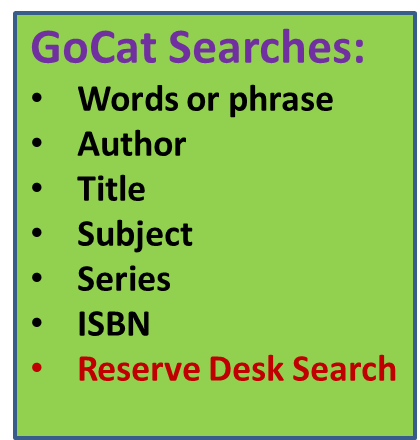 GoCat Searches:
• Words or phrase
• Author
• Title
• Subject
• Series
• ISBN
• Reserve Desk Search